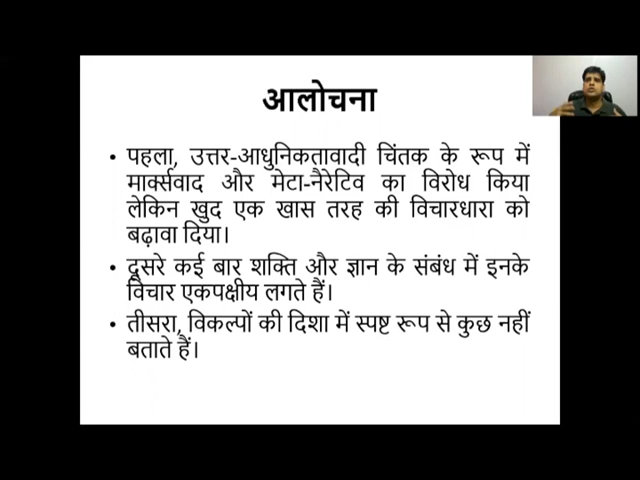 आलोचना
• पहला, उत्तर-आधुनिकतावादी चिंतक के रूप में
मार्क्सवाद और मेटा-नैरेटिव का विरोध किया
लेकिन खुद एक खास तरह की विचारधारा को
बढ़ावा दिया।
• दूसरे कई बार शक्ति और ज्ञान के संबंध में इनके
विचार एकपक्षीय लगते हैं।
• तीसरा, विकल्पों की दिशा में स्पष्ट रूप से कुछ नहीं
बताते हैं।